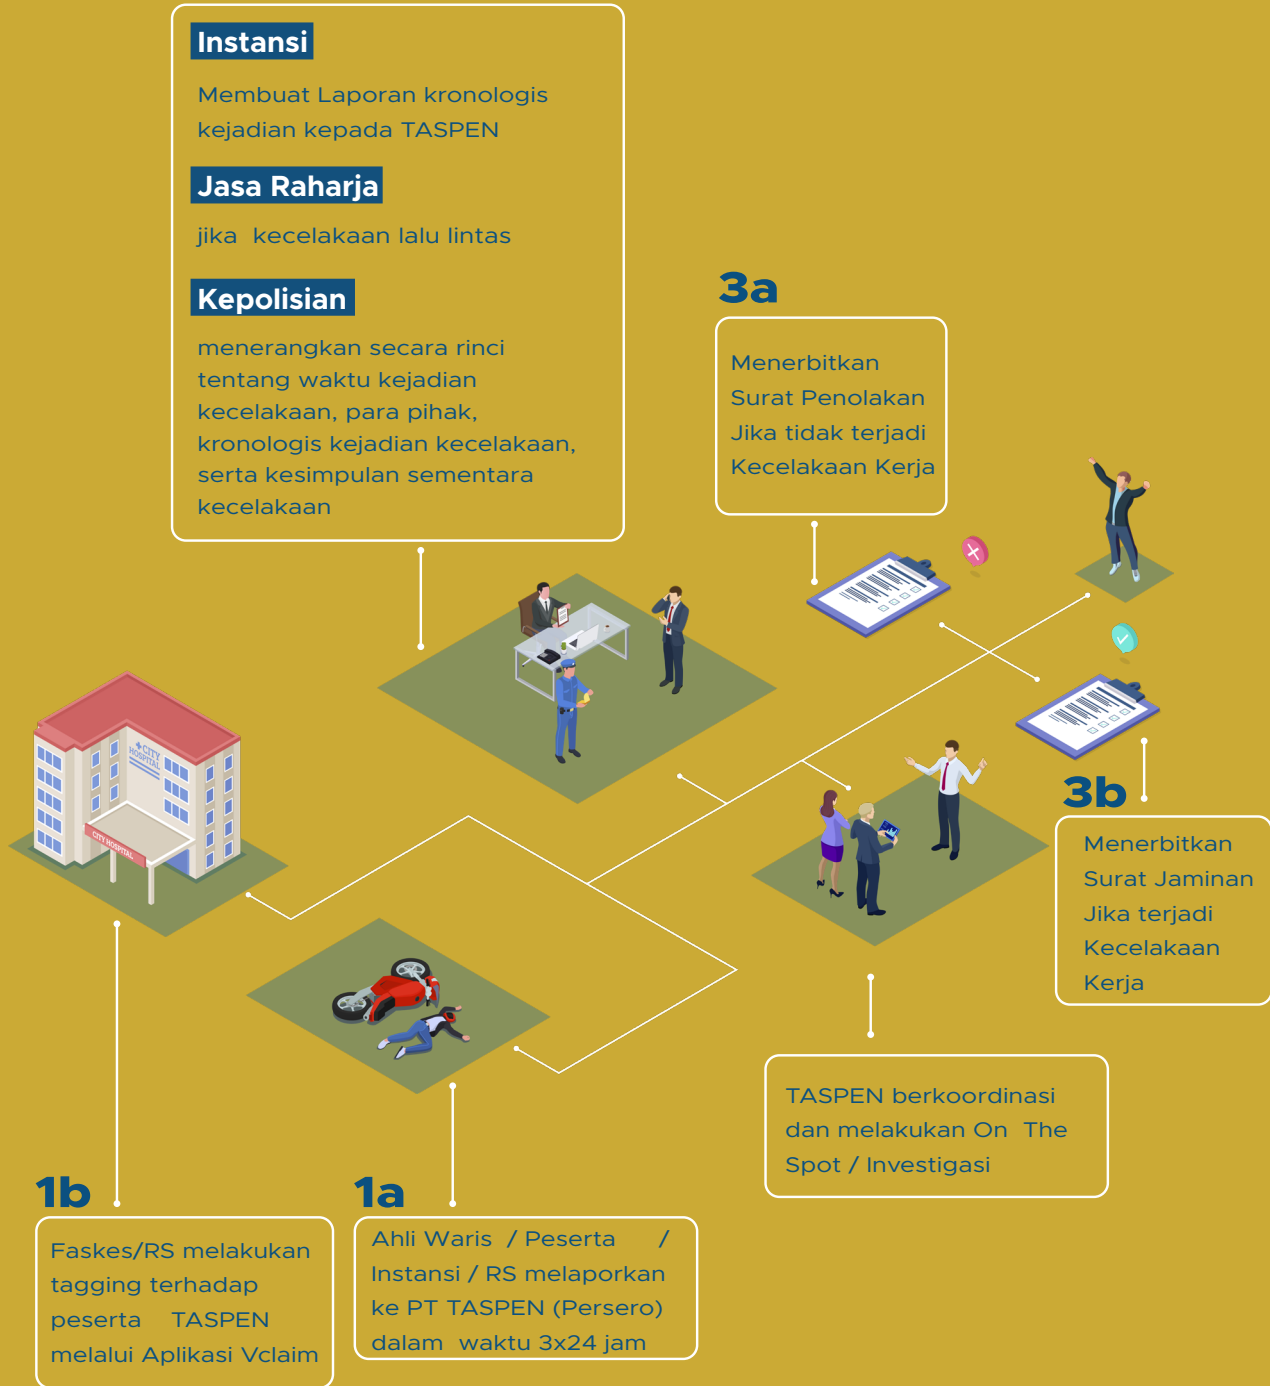 Instansi
Membuat Laporan kronologis
kejadian kepada TASPEN
Jasa Raharja
jika kecelakaan lalu lintas
Kepolisian
menerangkan secara rinci
tentang waktu kejadian
kecelakaan, para pihak,
kronologis kejadian kecelakaan,
serta kesimpulan sementara
kecelakaan
3a
Menerbitkan
Surat Penolakan
Jika tidak terjadi
Kecelakaan Kerja
CITY
HOSPITAL
CITY HOSPITAL
3b
Menerbitkan
Surat Jaminan
Jika terjadi
Kecelakaan
Kerja
TASPEN berkoordinasi
dan melakukan On The
Spot / Investigasi
1b
Faskes/RS melakukan
tagging terhadap
peserta TASPEN
melalui Aplikasi Vclaim
1a
Ahli Waris / Peserta /
Instansi / RS melaporkan
ke PT TASPEN (Persero)
dalam waktu 3x24 jam